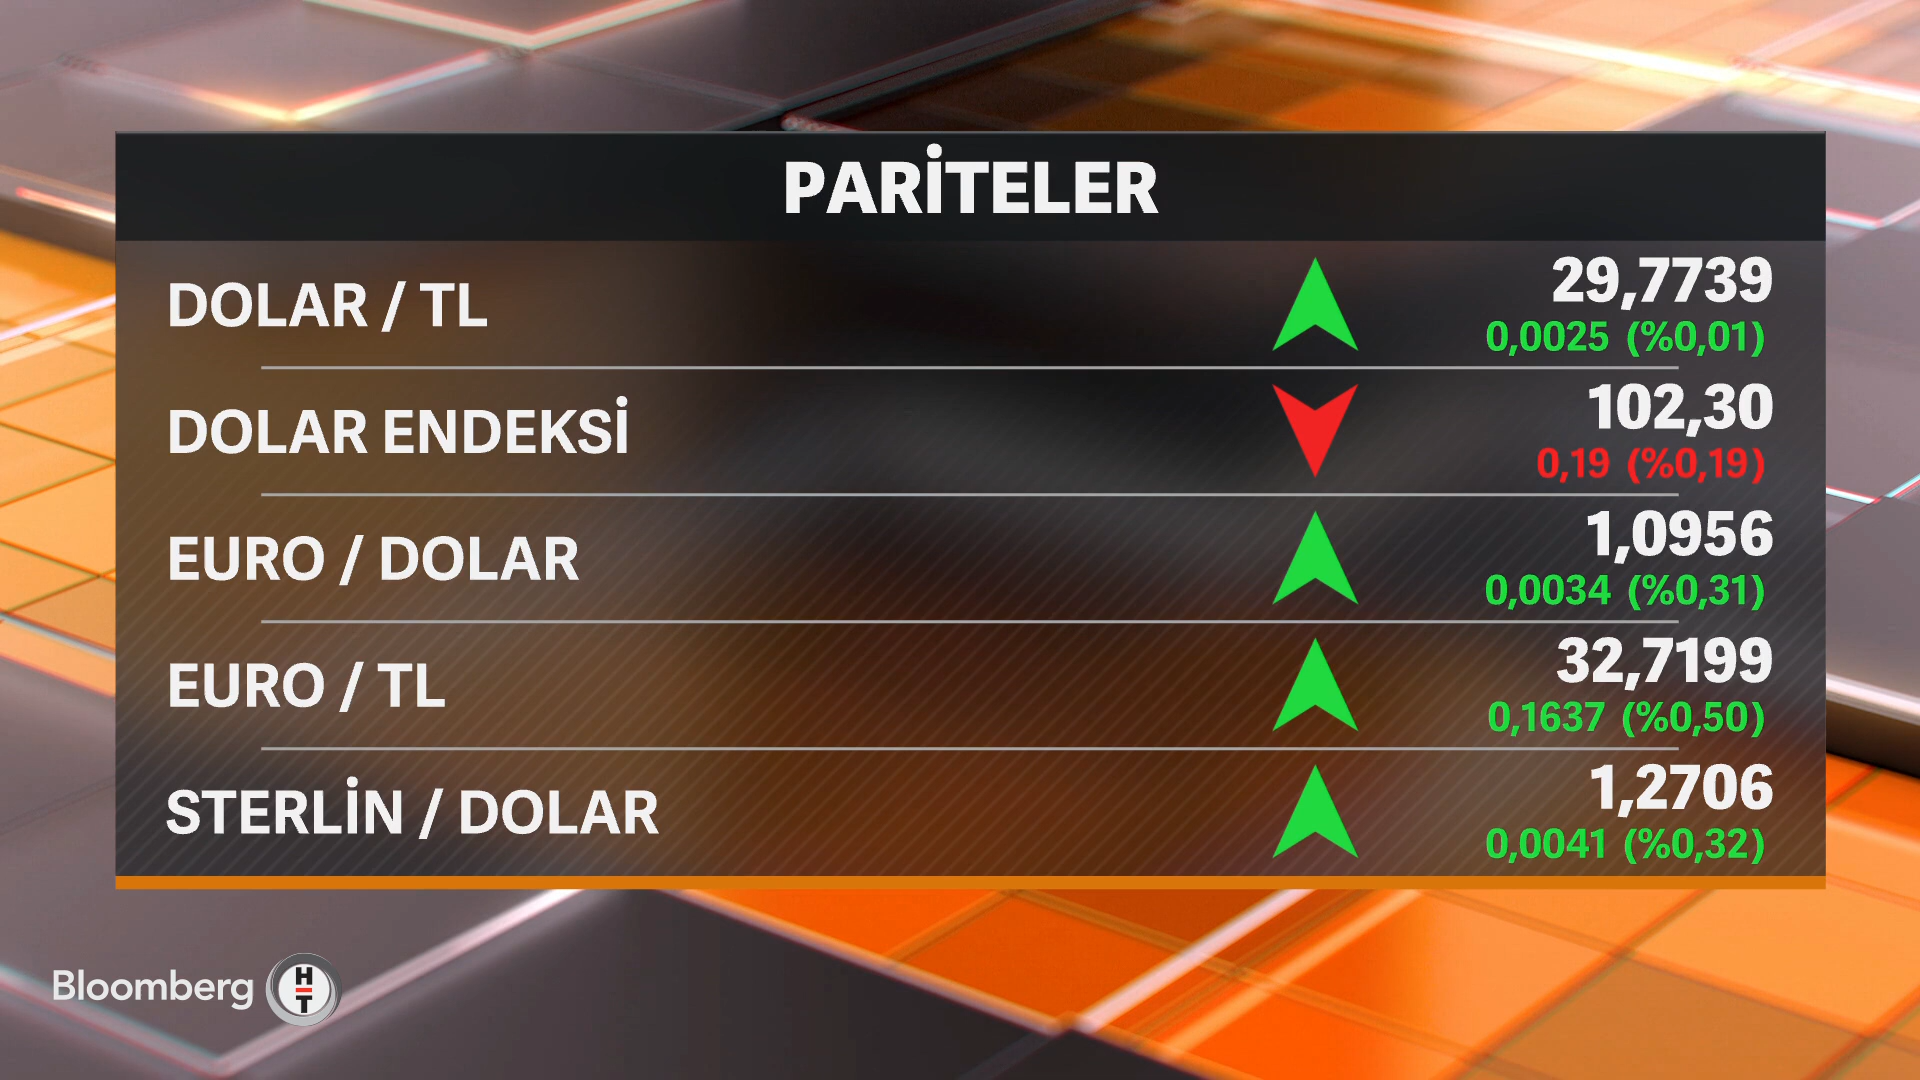 PARİTELER
DOLAR / TL
29,7739
0,0025 (%0,01)
DOLAR ENDEKSİ
102,30
0,19 (%0,19)
EURO / DOLAR
1,0956
0,0034 (%0,31)
EURO / TL
32,7199
0,1637 (%0,50)
STERLİN / DOLAR
1,2706
0,0041 (%0,32)
Bloomberg HT